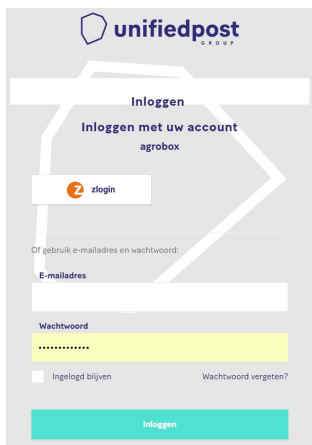 unifiedpost
GROUP
Inloggen
Inloggen met uw account
agrobox
zlogin
Of gebruik e-mailadres en wachtwoord:
E-mailadres
Wachtwoord
•••••••••••••
Ingelogd blijven Wachtwoord vergeten?
Inloggen